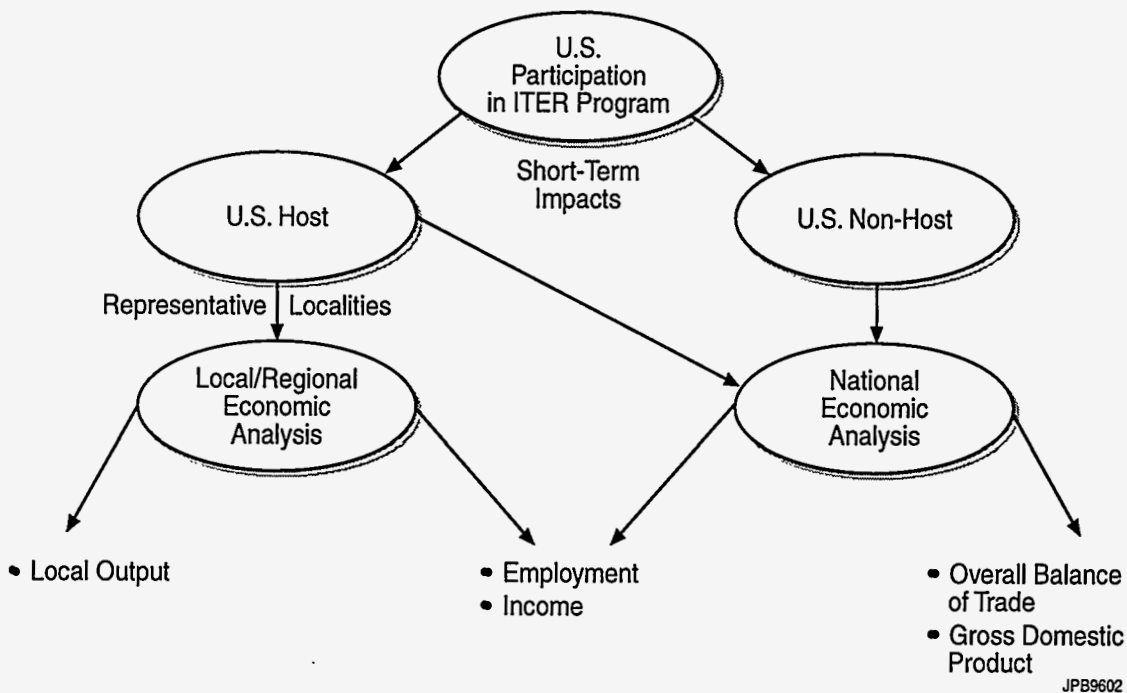 U.S.
Participation
in ITER Program
Short-Term
Impacts
U.S. Host
U.S. Non-Host
Representative Localities
Local/Regional
Economic
Analysis
National
Economic
Analysis
• Local Output
• Employment
• Income
• Overall Balance
of Trade
• Gross Domestic
Product
JPB9602